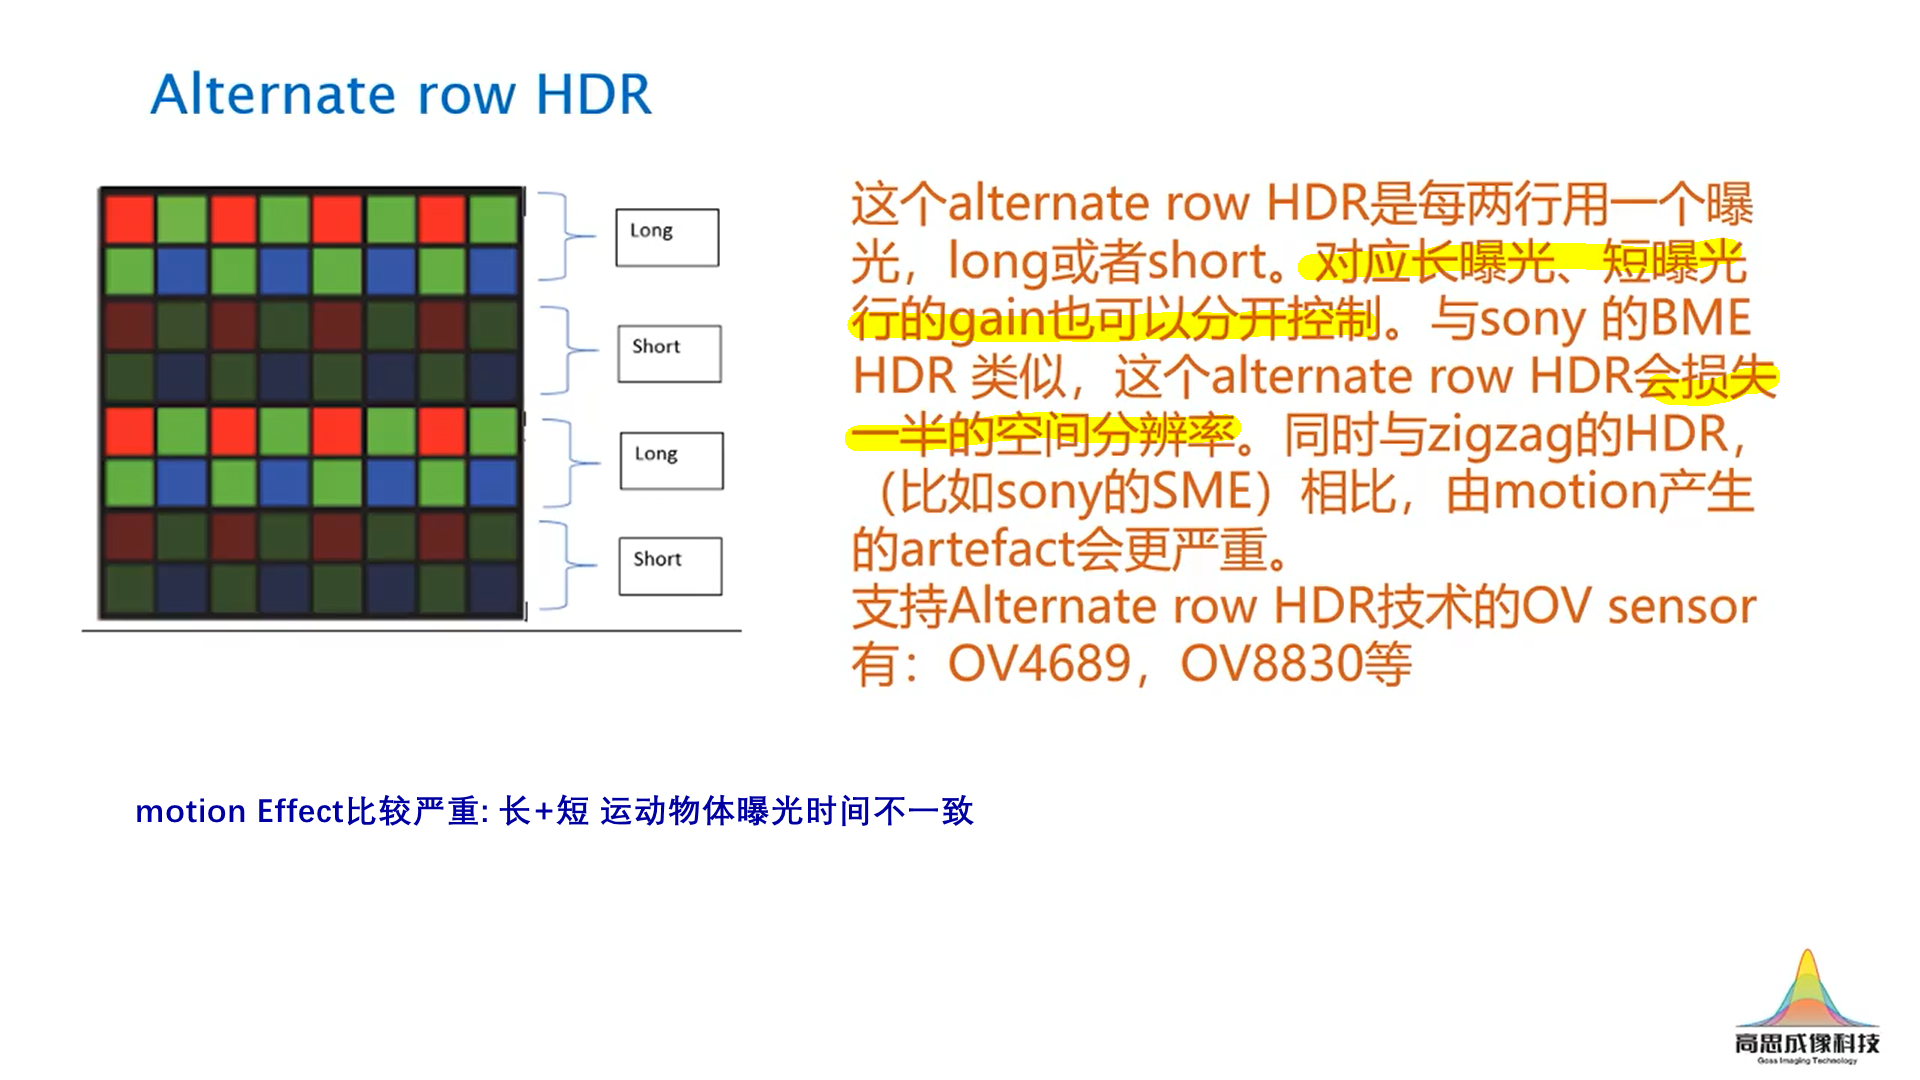 Alternate row HDR
Long
Short
Long
Short
这个alternate row HDR是每两行用一个曝
光，long或者short。对应长曝光、短曝光
行的gain也可以分开控制。与sony 的BME
HDR 类似，这个alternate row HDR会损失
一半的空间分辨率。同时与zigzag的HDR，
（比如sony的SME）相比，由motion产生
的artefact会更严重。
支持Alternate row HDR技术的OV sensor
有：OV4689，OV8830等
motion Effect比较严重: 长+短 运动物体曝光时间不一致
高思成像科技
Goss Imaging Technology